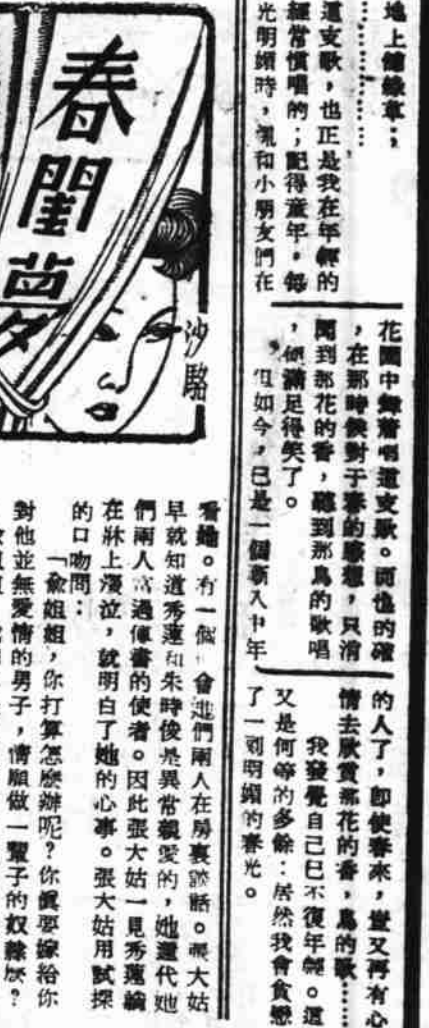 地上鋪綠草；
…………
這支歌，也正是我在年輕的
經常慣唱的；記得童年，每
光明媚時，偶和小朋友們在
花園中舞着唱這支歌。而也的確
，在那時候對于春的聯想，只消
聞到那花的香，聽到那鳥的歌唱
，便滿足得笑了。
但如今，已是一個漸入中年
的人了，即使春來，豈又再有心
情去欣賞那花的香，鳥的歌……
我發覺自己已不復年輕。這
又是何等的多餘：居然我會貪戀
了一刻明媚的春光。
春閨夢
沙駱
看她。有一個 會她們兩人在房裏談話。張大姑
早就知道秀蓮和朱時俊是異常親愛的，她還代她
們兩人當過傳書的使者。因此張大姑一見秀蓮躺
在牀上淺泣，就明白了她的心事。張大姑用試探
的口吻問：
「俞姐姐，你打算怎麼辦呢？你真要嫁給你
對他並無愛情的男子，情願做一輩子的奴隸麽？